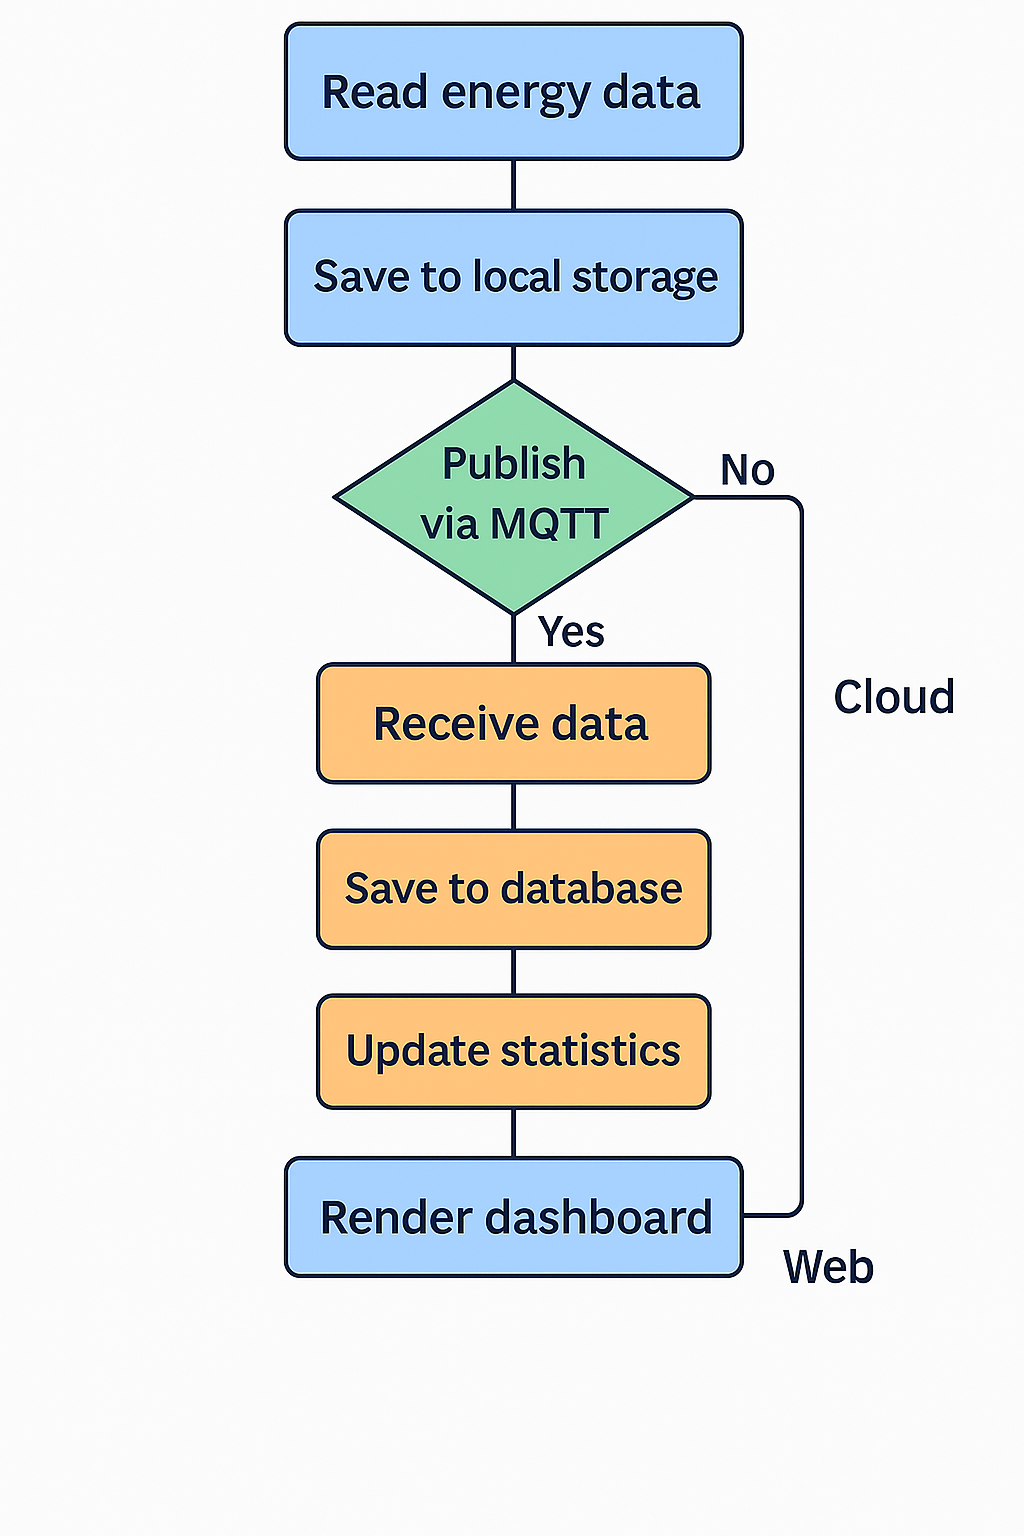 Read energy data
Save to local storage
Publish
via MQTT
No
Yes
Receive data
Cloud
Save to database
Update statistics
Render dashboard
Web